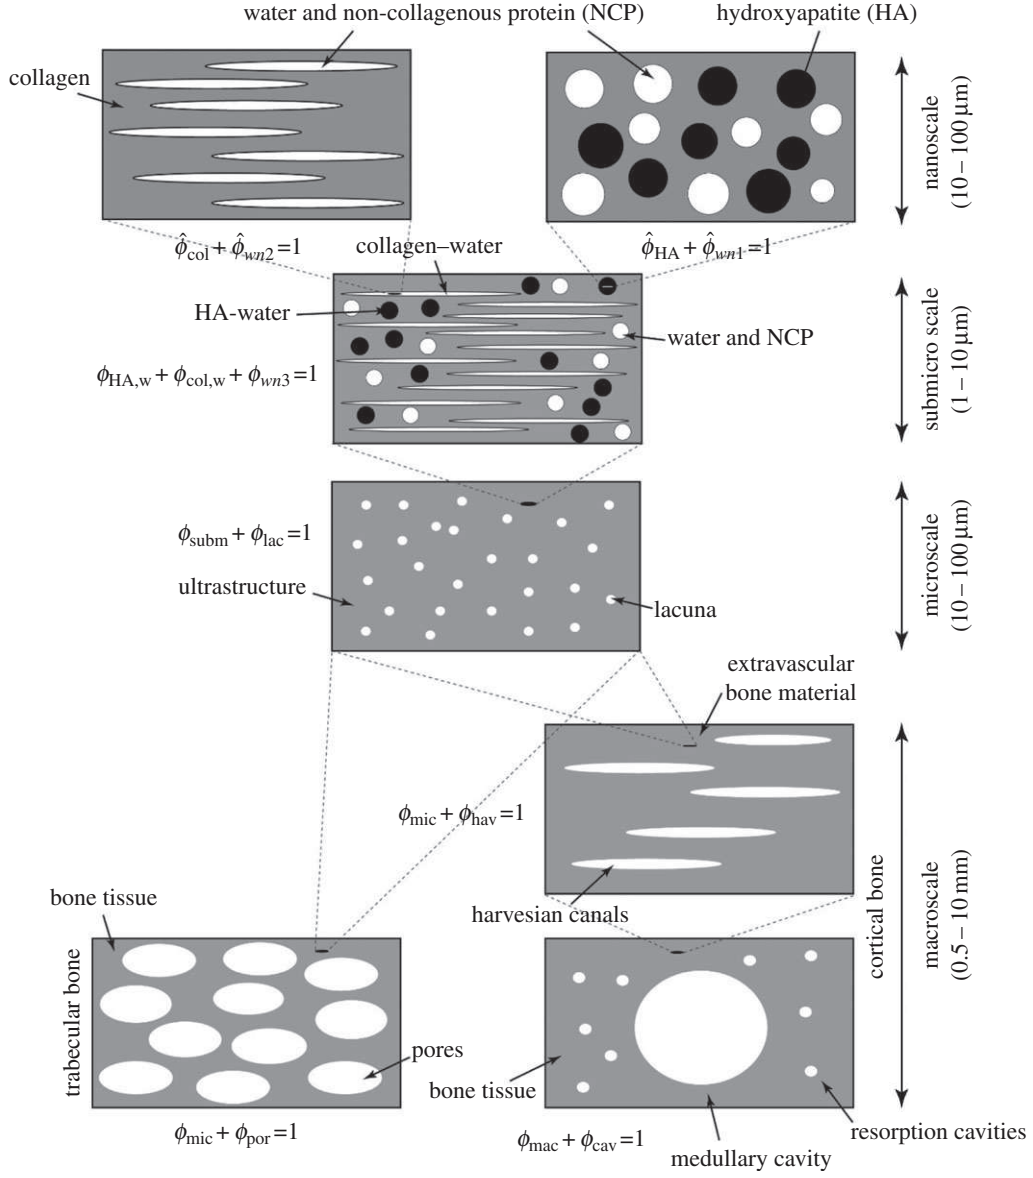 water and non-collagenous protein (NCP)
hydroxyapatite (HA)
collagen
nanoscale
(10 – 100 μm)
ϕ̂col + ϕ̂wn2 = 1
collagen–water
ϕ̂HA + ϕ̂wn1 = 1
HA-water
water and NCP
ϕHA,w + ϕcol,w + ϕwn3 = 1
submicro scale
(1 – 10 μm)
ϕsubm + ϕlac = 1
ultrastructure
lacuna
microscale
(10 – 100 μm)
extravascular
bone material
ϕmic + ϕhav = 1
harvesian canals
bone tissue
trabecular bone
pores
ϕmic + ϕpor = 1
cortical bone
macroscale
(0.5 – 10 mm)
bone tissue
ϕmac + ϕcav = 1
medullary cavity
resorption cavities